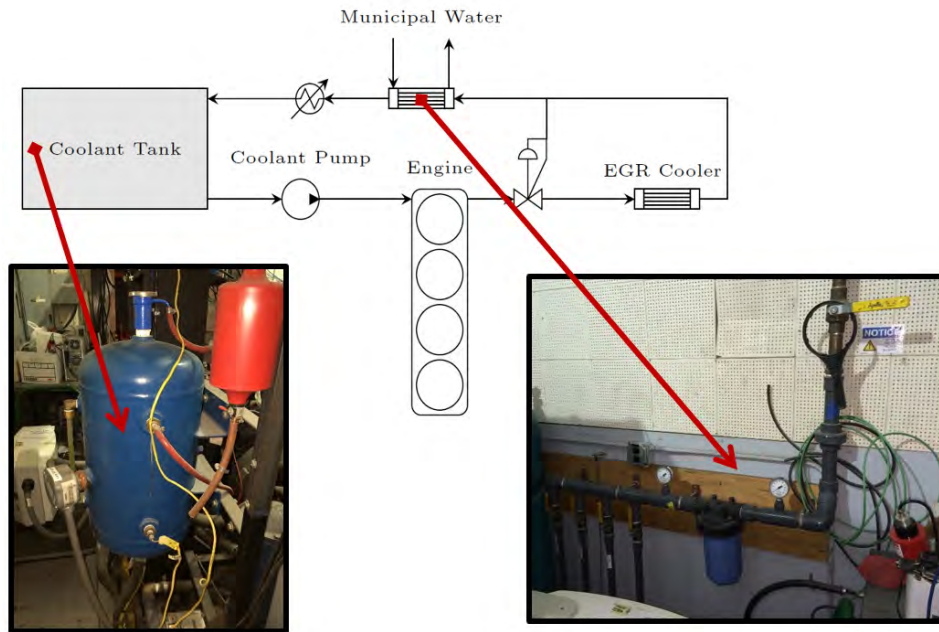 Municipal Water
Coolant Tank
Coolant Pump
Engine
EGR Cooler
NOTICE